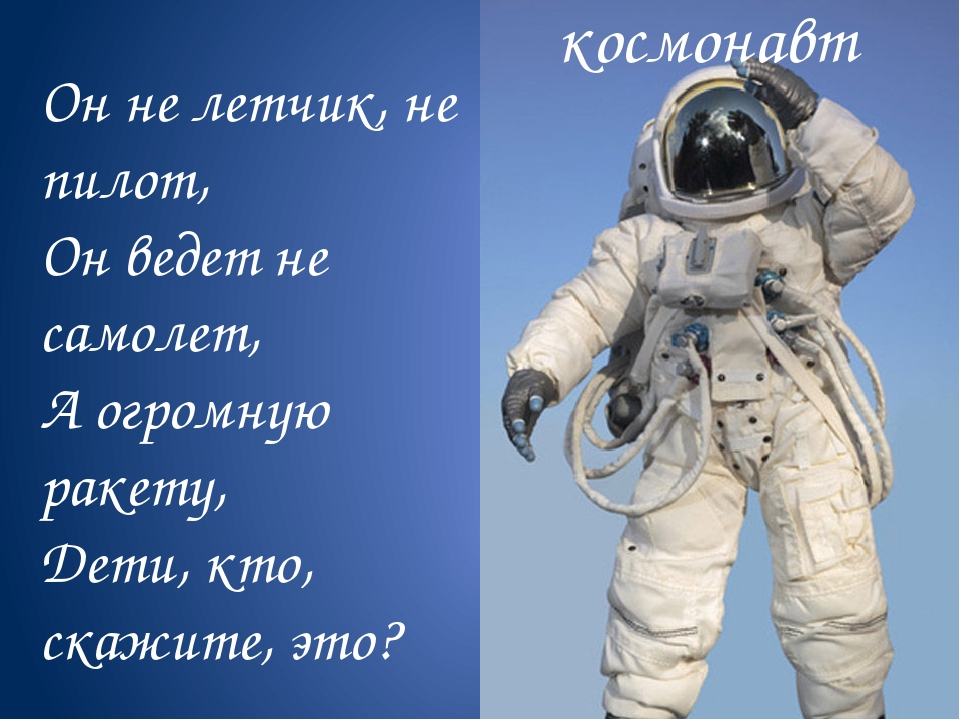 космонавт
Он не летчик, не
пилот,
Он ведет не
самолет,
А огромную
ракету,
Дети, кто,
скажите, это?